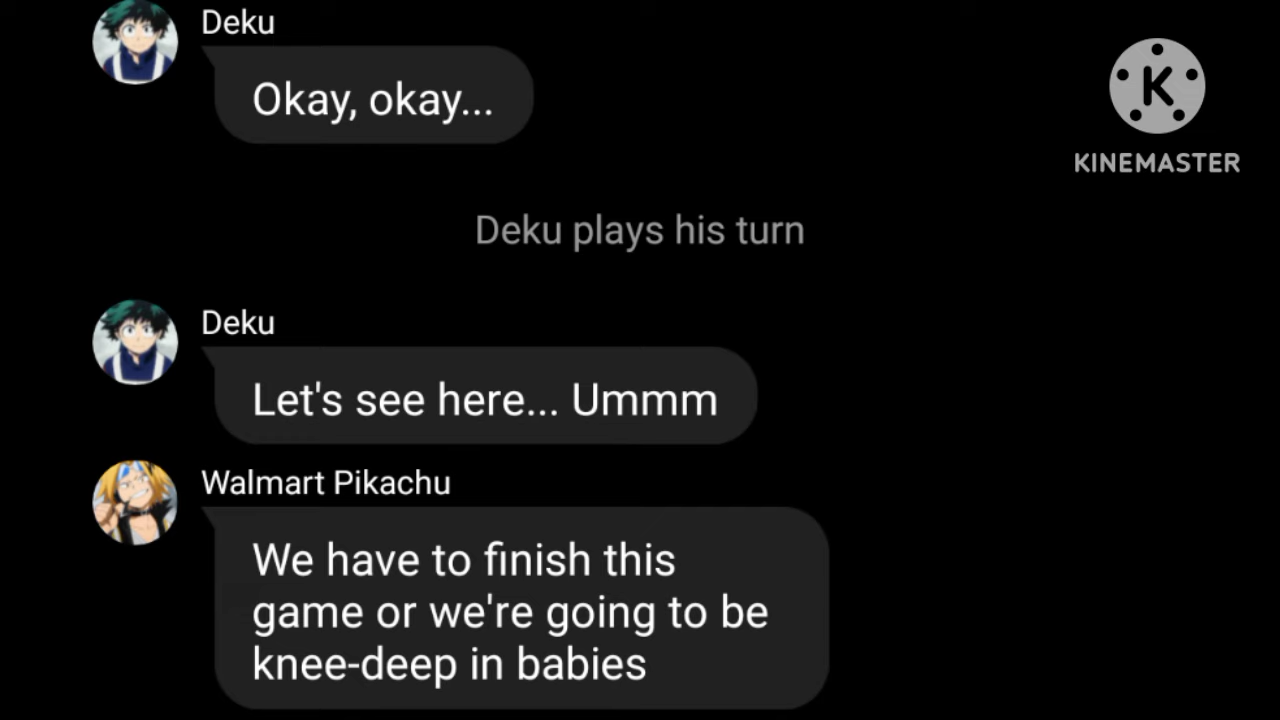 Deku
Okay, okay...
K
KINEMASTER
Deku plays his turn
Deku
Let's see here... Ummm
Walmart Pikachu
We have to finish this
game or we're going to be
knee-deep in babies